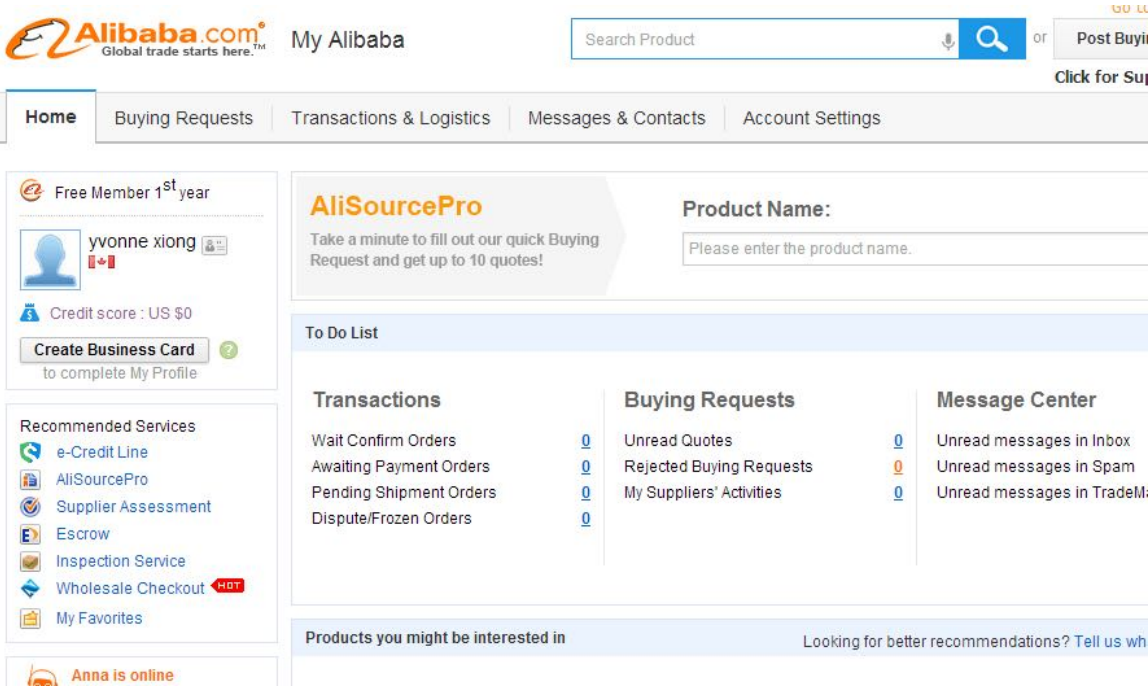 Alibaba.com
Global trade starts here.™
My Alibaba
Search Product
or
Click for
Home
Buying Requests
Transactions & Logistics
Messages & Contacts
Account Settings
Free Member 1st year
yvonne xiong
Credit score : US $0
Create Business Card
?
to complete My Profile
Recommended Services
e-Credit Line
AliSourcePro
Supplier Assessment
Escrow
Inspection Service
Wholesale Checkout HOT
My Favorites
Anna is online
AliSourcePro
Take a minute to fill out our quick Buying
Request and get up to 10 quotes!
Product Name:
Please enter the product name.
To Do List
Transactions
Wait Confirm Orders 0
Awaiting Payment Orders 0
Pending Shipment Orders 0
Dispute/Frozen Orders 0
Buying Requests
Unread Quotes 0
Rejected Buying Requests 0
My Suppliers' Activities 0
Message Center
Unread messages in Inbox
Unread messages in Spam
Unread messages in
Products you might be interested in
Looking for better recommendations? Tell us